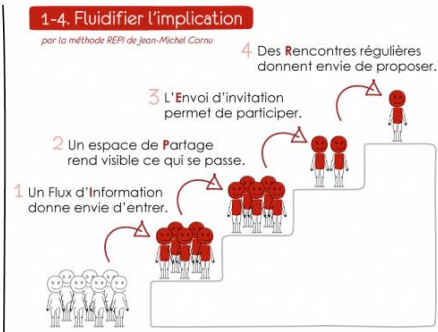 1-4. Fluidifier l'implication
par la méthode REPI de Jean-Michel Cornu
4 Des Rencontres régulières
donnent envie de proposer.
3 L'Envoi d'invitation
permet de participer.
2 Un espace de Partage
rend visible ce qui se passe.
1 Un Flux d'Information
donne envie d'entrer.